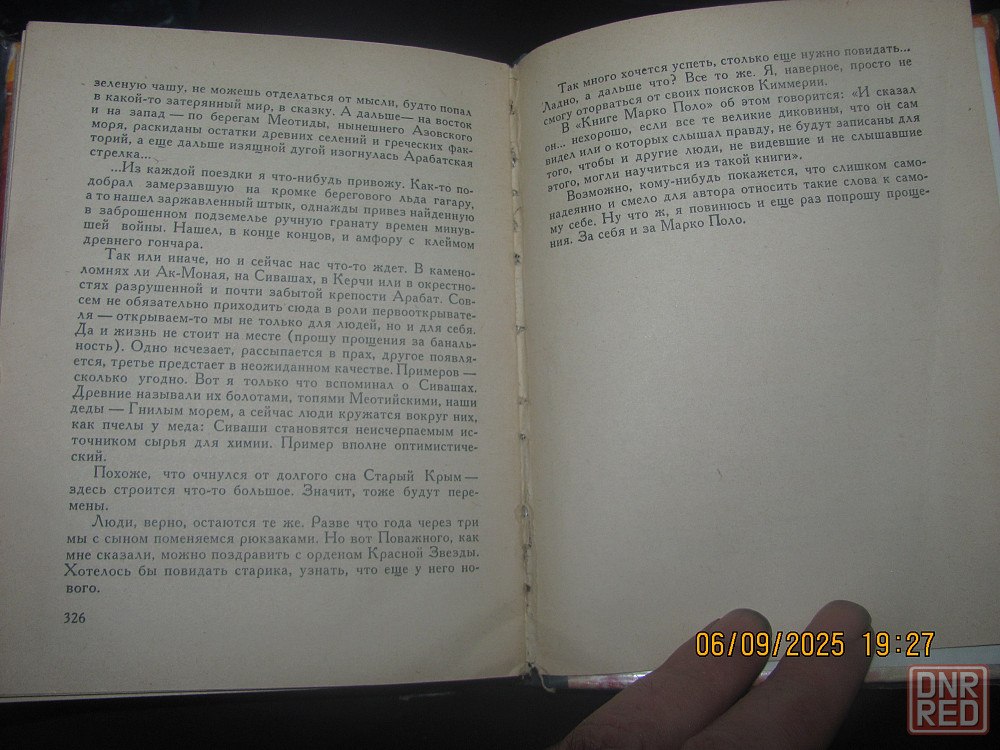 зеленую чашу, не можешь отделаться от мысли, будто попал
в какой-то затерянный мир, в сказку. А дальше— на восток
и на запад — по берегам Меотиды, нынешнего Азовского
моря, раскиданы остатки древних селений и греческих фак-
торий, а еще дальше изящной дугой изогнулась Арабатская
стрелка...
...Из каждой поездки я что-нибудь привожу. Как-то по-
добрал замерзавшую на кромке берегового льда гагару,
а то нашел заржавленный штык, однажды привез найденную
в заброшенном подземелье ручную гранату времен минув-
шей войны. Нашел, в конце концов, и амфору с клеймом
древнего гончара.
Так или иначе, но и сейчас нас что-то ждет. В камено-
ломнях ли Ак-Моная, на Сивашах, в Керчи или в окрестно-
стях разрушенной и почти забытой крепости Арабат. Сов-
сем не обязательно приходить сюда в роли первооткрывате-
ля — открываем-то мы не только для людей, но и для себя.
Да и жизнь не стоит на месте (прошу прощения за баналь-
ность). Одно исчезает, рассыпается в прах, другое появля-
ется, третье предстает в неожиданном качестве. Примеров —
сколько угодно. Вот я только что вспоминал о Сивашах.
Древние называли их болотами, топями Меотийскими, наши
деды — Гнилым морем, а сейчас люди кружатся вокруг них,
как пчелы у меда: Сиваши становятся неисчерпаемым ис-
точником сырья для химии. Пример вполне оптимистиче-
ский.
Похоже, что очнулся от долгого сна Старый Крым —
здесь строится что-то большое. Значит, тоже будут пере-
мены.
Люди, верно, остаются те же. Разве что года через три
мы с сыном поменяемся рюкзаками. Но вот Поважного, как
мне сказали, можно поздравить с орденом Красной Звезды.
Хотелось бы повидать старика, узнать, что еще у него но-
вого.
326
Так много хочется успеть, столько еще нужно повидать...
Ладно, а дальше что? Все то же. Я, наверное, просто не
смогу оторваться от своих поисков Киммерии.
В «Книге Марко Поло» об этом говорится: «И сказал
он... нехорошо, если все те великие диковины, что он сам
видел или о которых слышал правду, не будут записаны для
того, чтобы и другие люди, не видевшие и не слышавшие
этого, могли научиться из такой книги».
Возможно, кому-нибудь покажется, что слишком само-
надеянно и смело для автора относить такие слова к само-
му себе. Ну что ж, я повинюсь и еще раз попрошу проще-
ния. За себя и за Марко Поло.
06/09/2025 19:27
DNR
RED